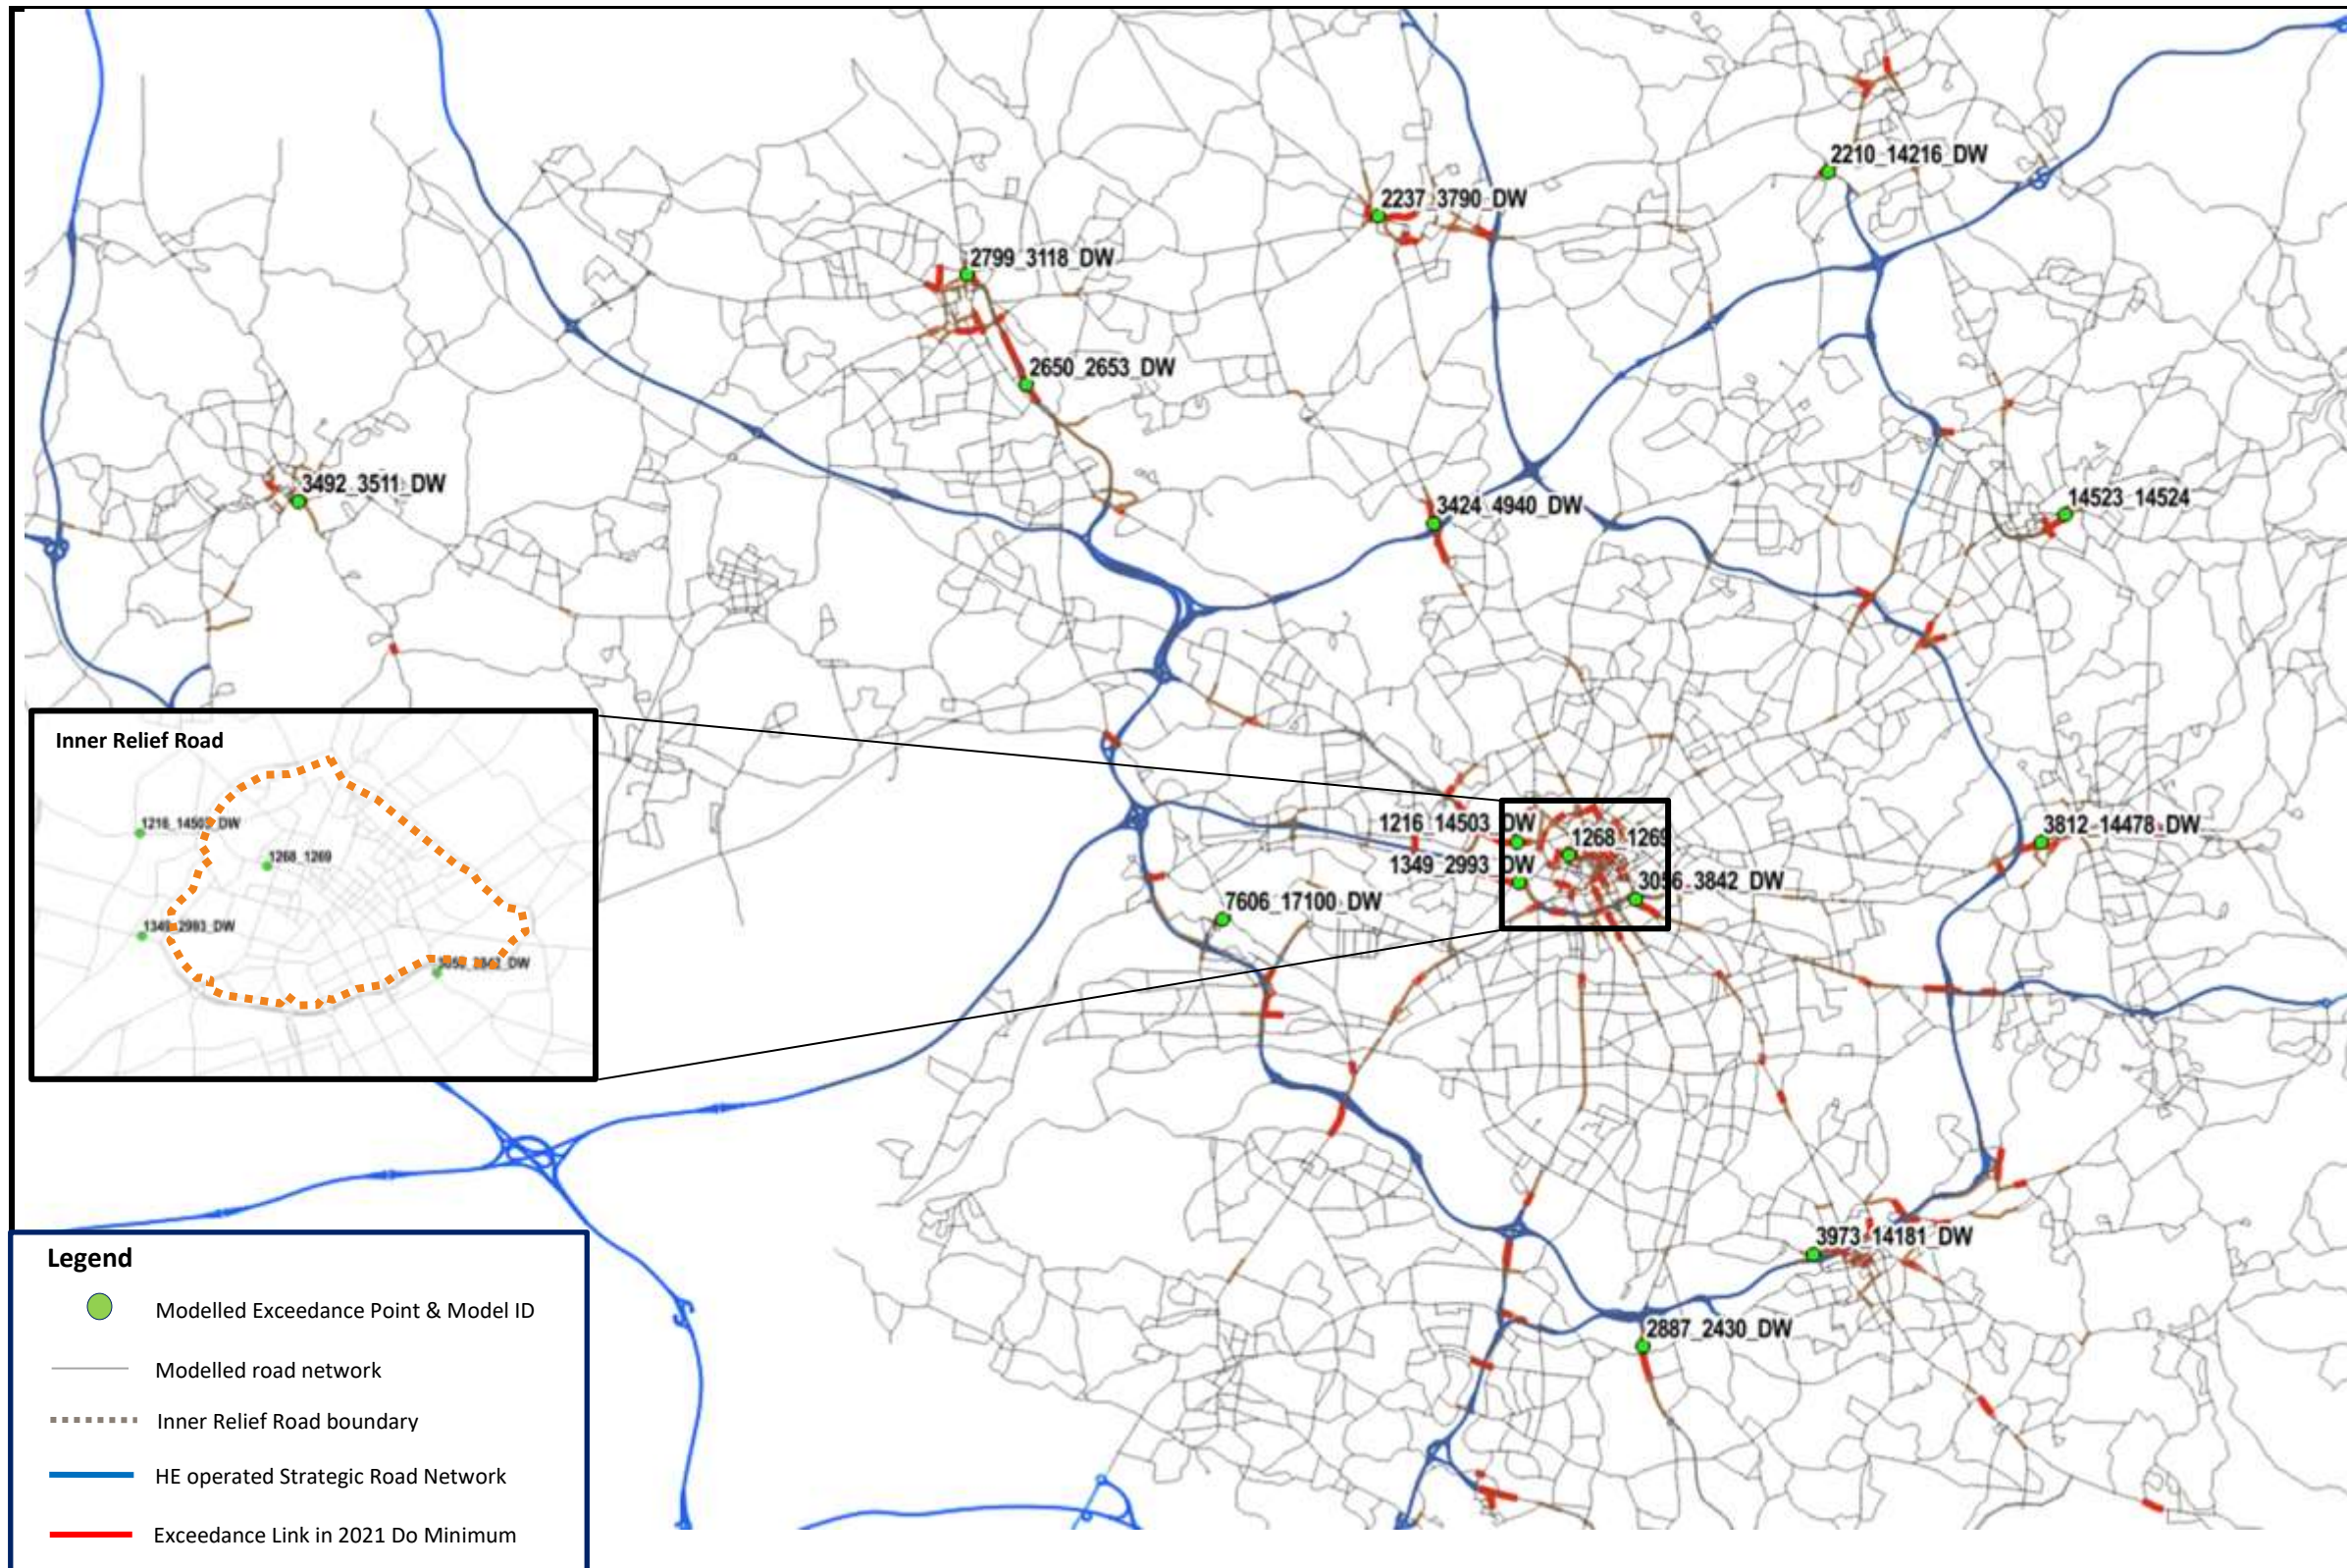 2210_14216_DW
2237_3790_DW
2799_3118_DW
2650_2653_DW
3492_3511_DW
3424_4940_DW
14523_14524
1216_14503_DW
1268_1269
1349_2993_DW
3812_14478_DW
3056_3842_DW
7606_17100_DW
3973_14181_DW
2887_2430_DW
Inner Relief Road
1216_14503_DW
1268_1269
1349_2993_DW
3056_3842_DW
Legend
Modelled Exceedance Point & Model ID
Modelled road network
Inner Relief Road boundary
HE operated Strategic Road Network
Exceedance Link in 2021 Do Minimum